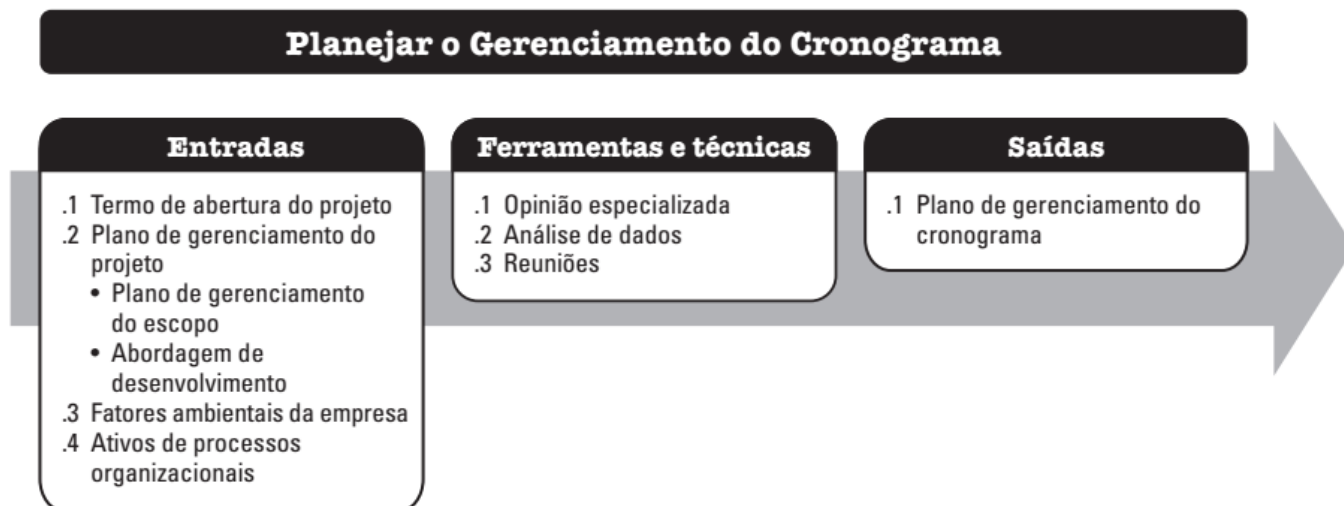 Planejar o Gerenciamento do Cronograma
Entradas
.1 Termo de abertura do projeto
.2 Plano de gerenciamento do
projeto
• Plano de gerenciamento
do escopo
• Abordagem de
desenvolvimento
.3 Fatores ambientais da empresa
.4 Ativos de processos
organizacionais
Ferramentas e técnicas
.1 Opinião especializada
.2 Análise de dados
.3 Reuniões
Saídas
.1 Plano de gerenciamento do
cronograma